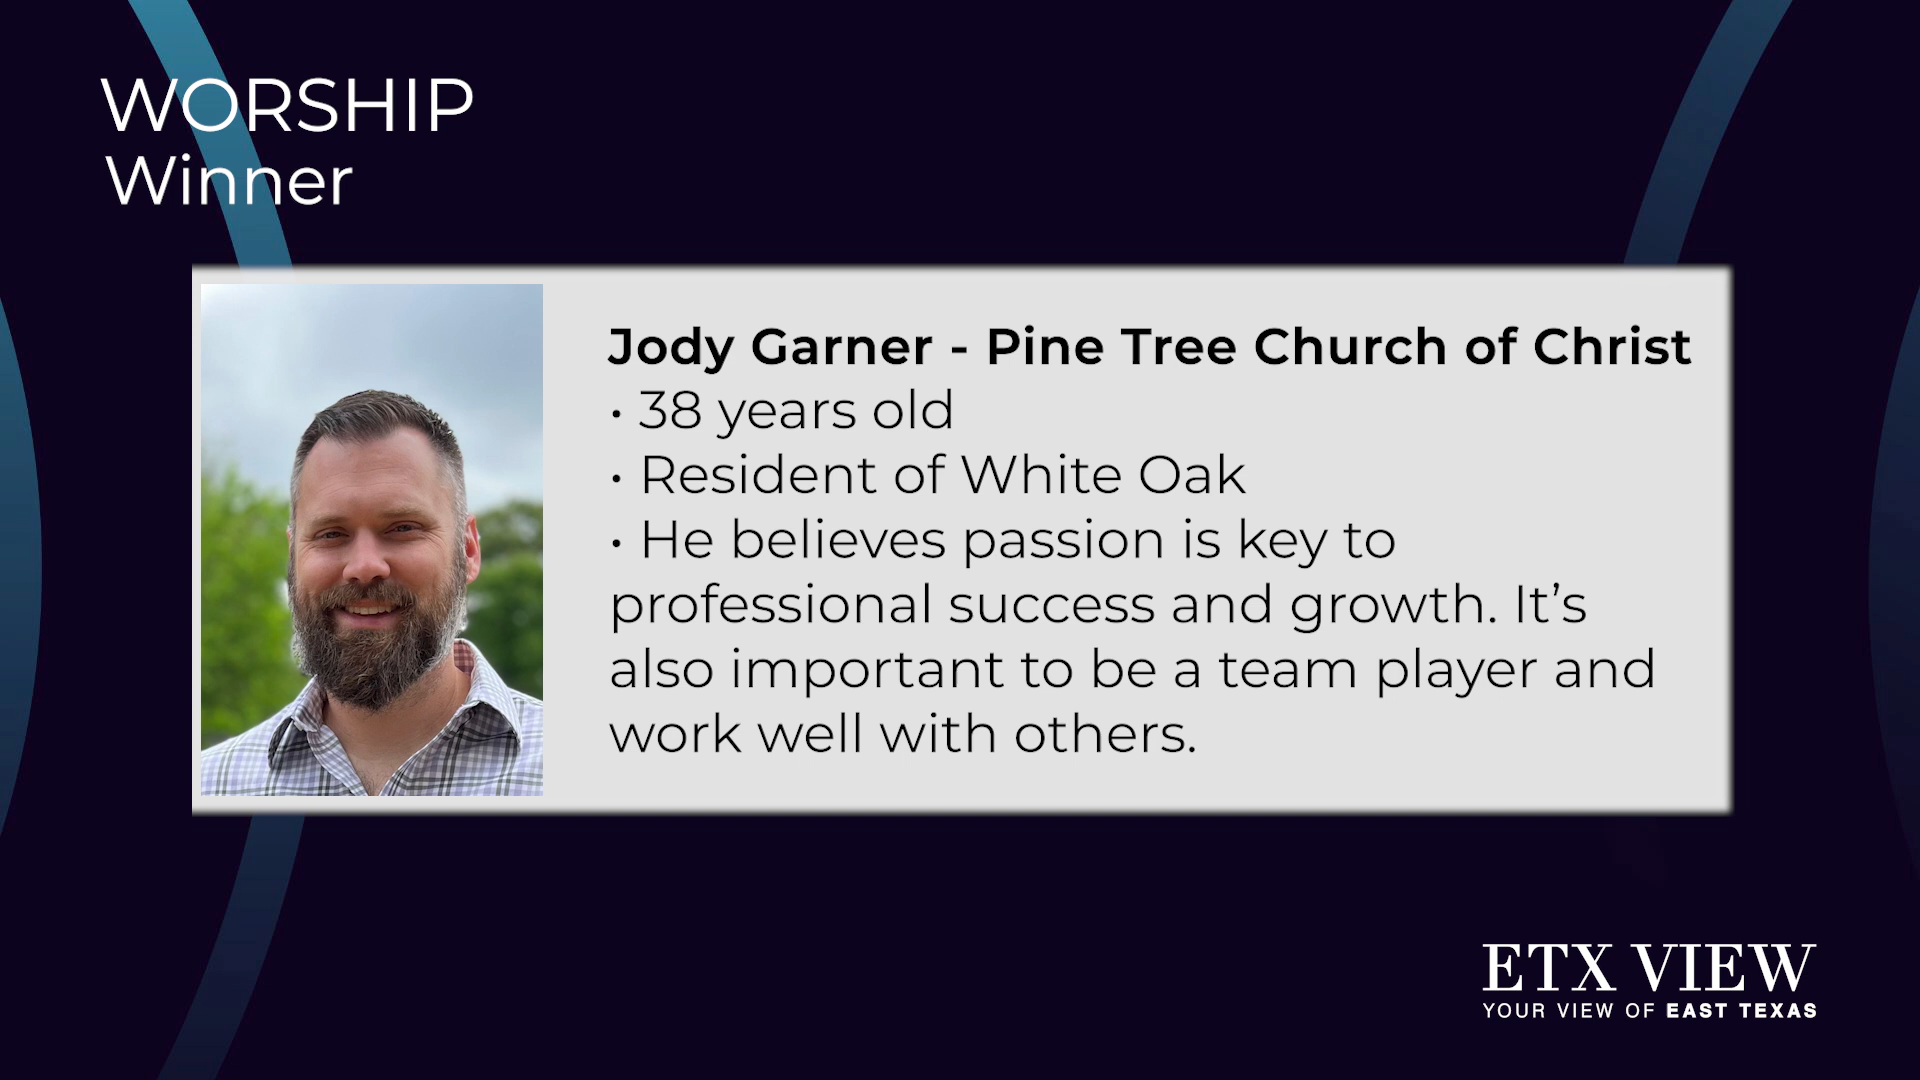 WORSHIP
Winner
Jody Garner - Pine Tree Church of Christ
• 38 years old
• Resident of White Oak
• He believes passion is key to
professional success and growth. It’s
also important to be a team player and
work well with others.
ETX VIEW
YOUR VIEW OF EAST TEXAS